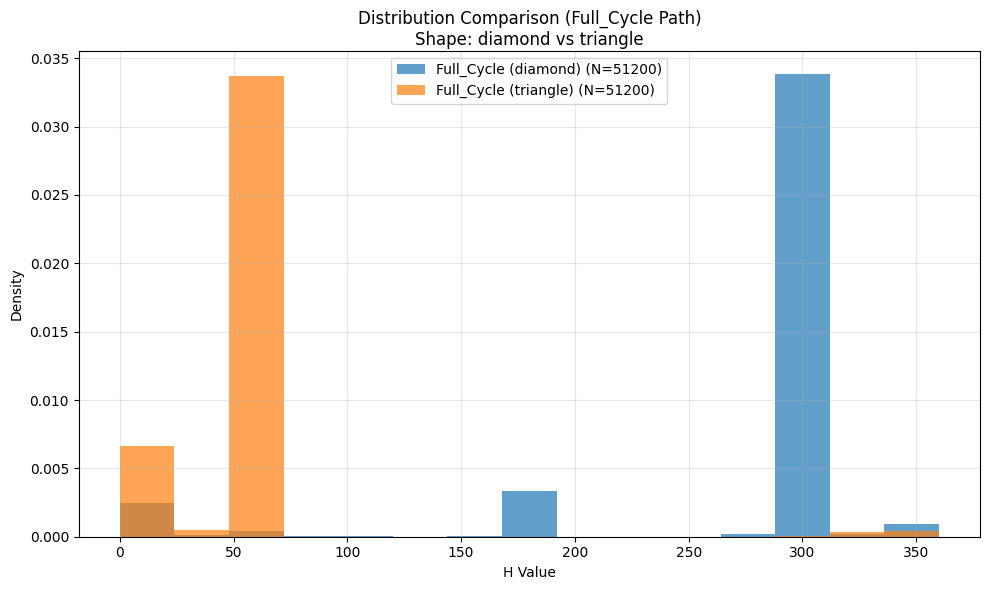 Distribution Comparison (Full_Cycle Path)
Shape: diamond vs triangle
Full_Cycle (diamond) (N=51200)
Full_Cycle (triangle) (N=51200)
Density
0.035
0.030
0.025
0.020
0.015
0.010
0.005
0.000
0 50 100 150 200 250 300 350
H Value